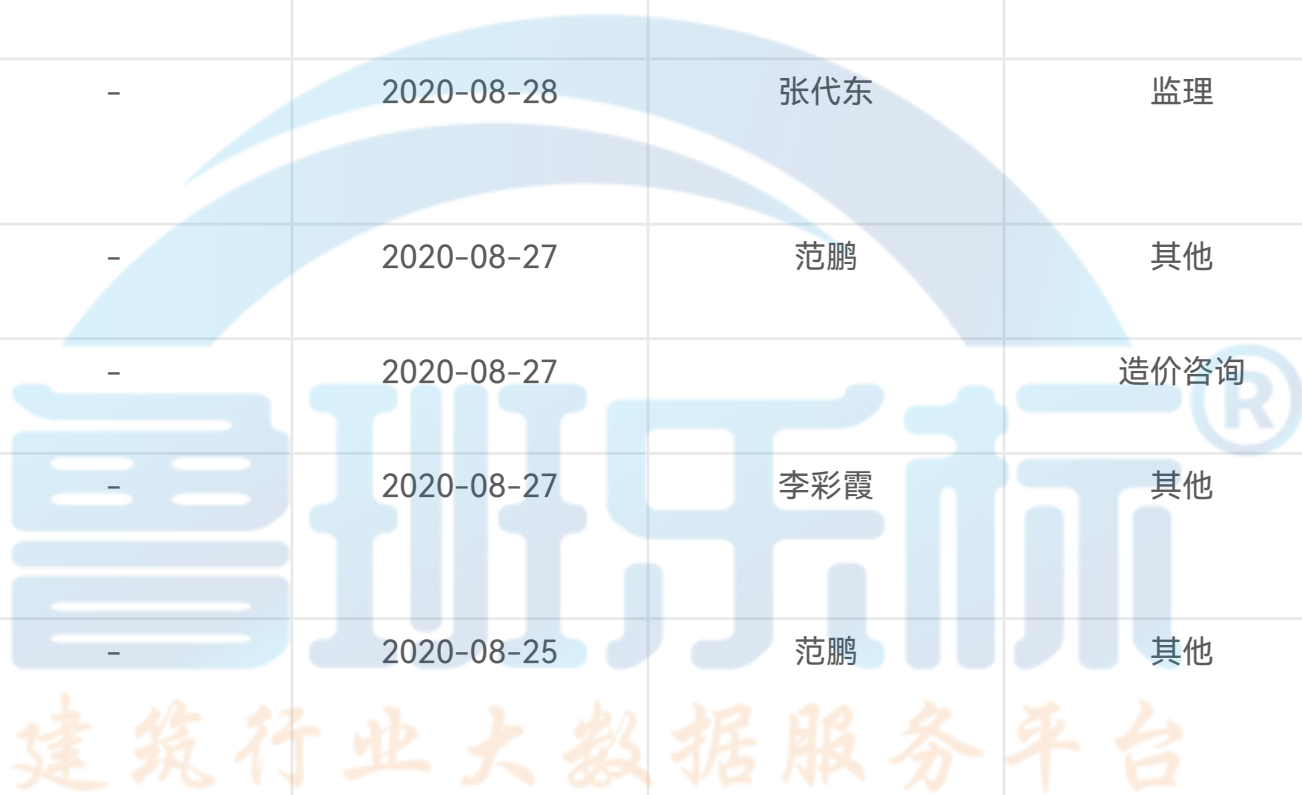 - 2020-08-28 张代东 监理
- 2020-08-27 范鹏 其他
- 2020-08-27 造价咨询
- 2020-08-27 李彩霞 其他
- 2020-08-25 范鹏 其他
鲁班乐标®
建筑行业大数据服务平台